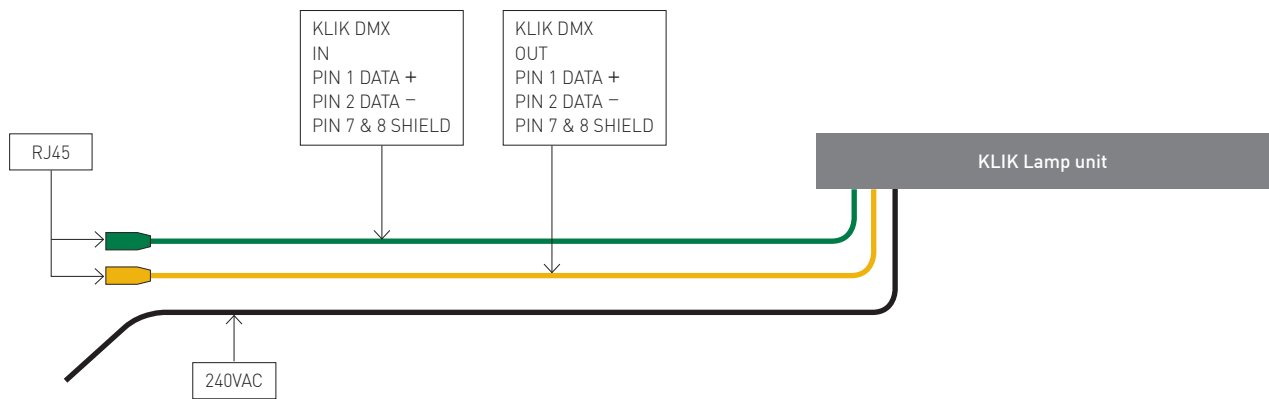 KLIK DMX
IN
PIN 1 DATA +
PIN 2 DATA −
PIN 7 & 8 SHIELD
KLIK DMX
OUT
PIN 1 DATA +
PIN 2 DATA −
PIN 7 & 8 SHIELD
RJ45
KLIK Lamp unit
240VAC